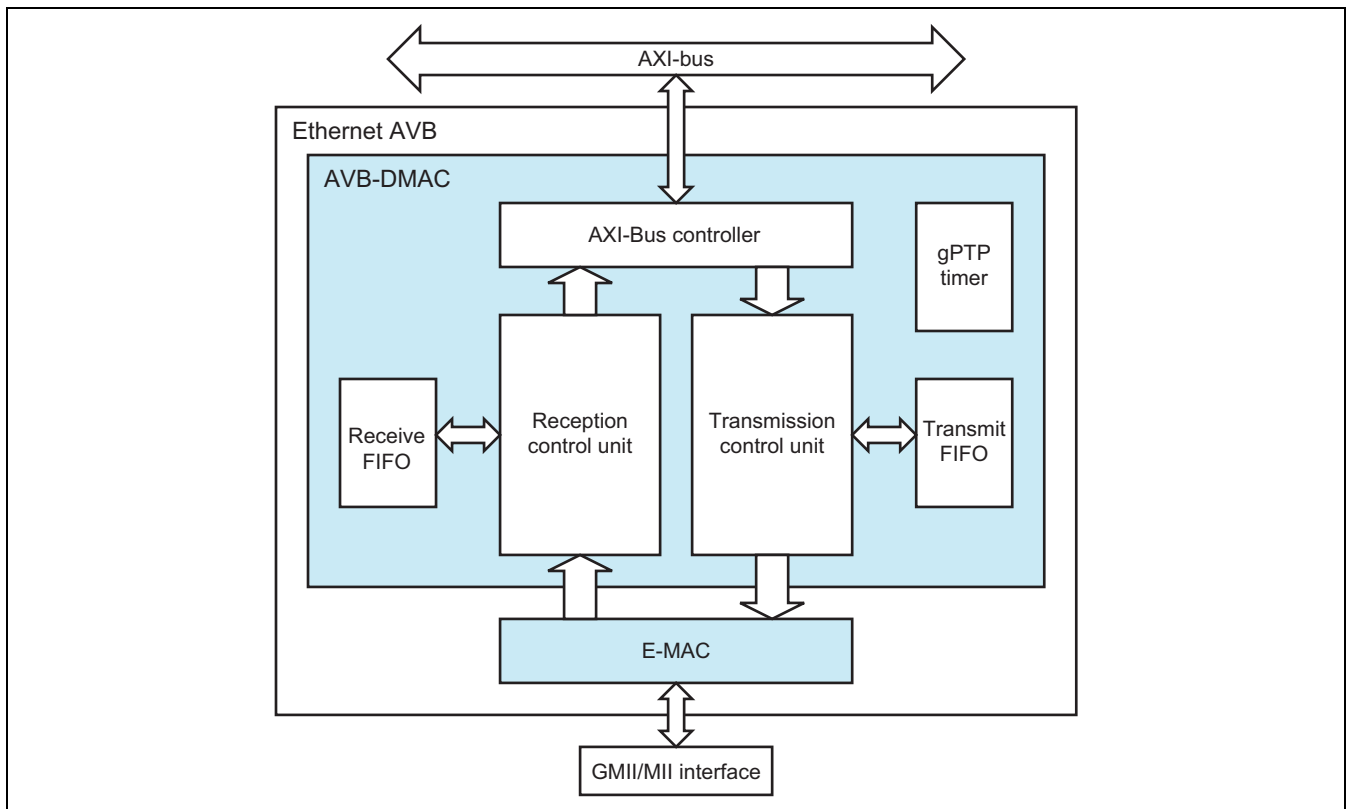 AXI-bus
Ethernet AVB
AVB-DMAC
AXI-Bus controller
gPTP
timer
Receive
FIFO
Reception
control unit
Transmission
control unit
Transmit
FIFO
E-MAC
GMII/MII interface